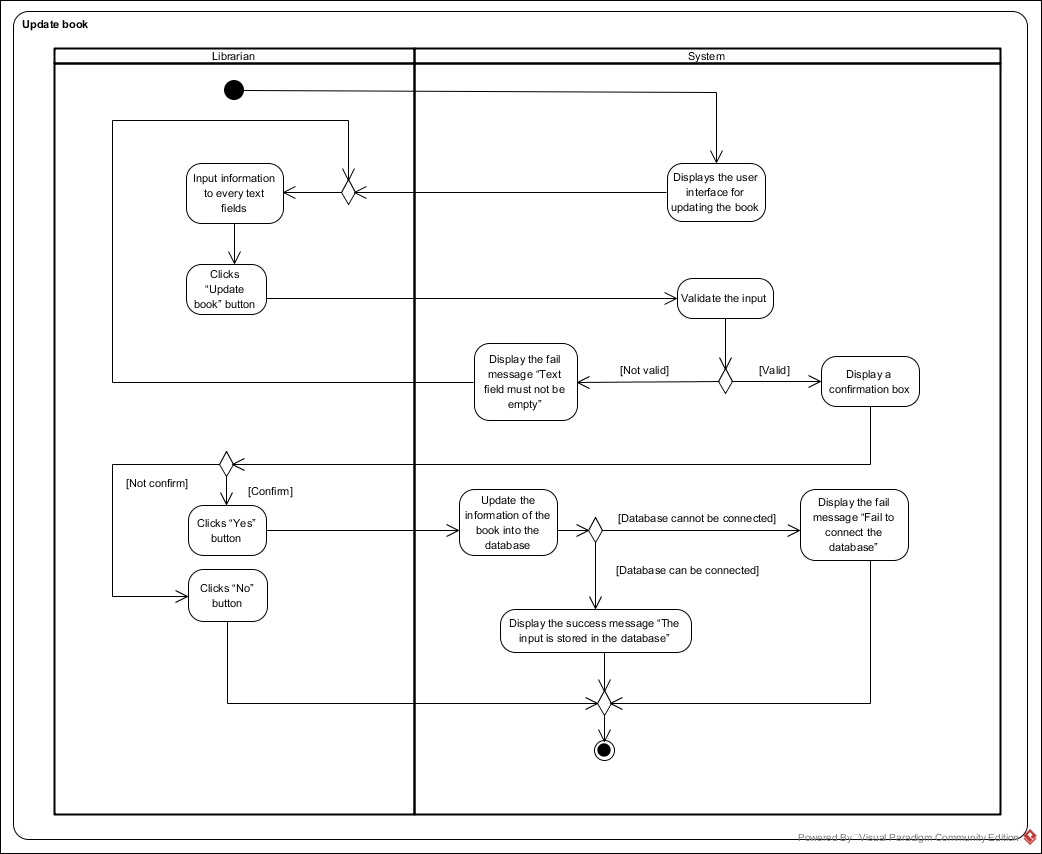 Update book
Librarian
System
Input information
to every text
fields
Displays the user
interface for
updating the book
Clicks
“Update
book” button
Validate the input
Display the fail
message “Text
field must not be
empty”
[Not valid]
[Valid]
Display a
confirmation box
[Not confirm]
[Confirm]
Clicks “Yes”
button
Update the
information of the
book into the
database
[Database cannot be connected]
Display the fail
message “Fail to
connect the
database”
[Database can be connected]
Clicks “No”
button
Display the success message “The
input is stored in the database”
Powered By Visual Paradigm Community Edition